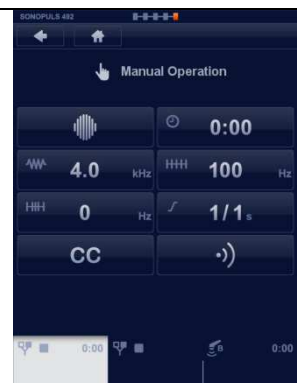 SONOPULS 492
Manual Operation
0:00
4.0 kHz 100 Hz
0 Hz 1/1 s
CC
0:00 B 0:00